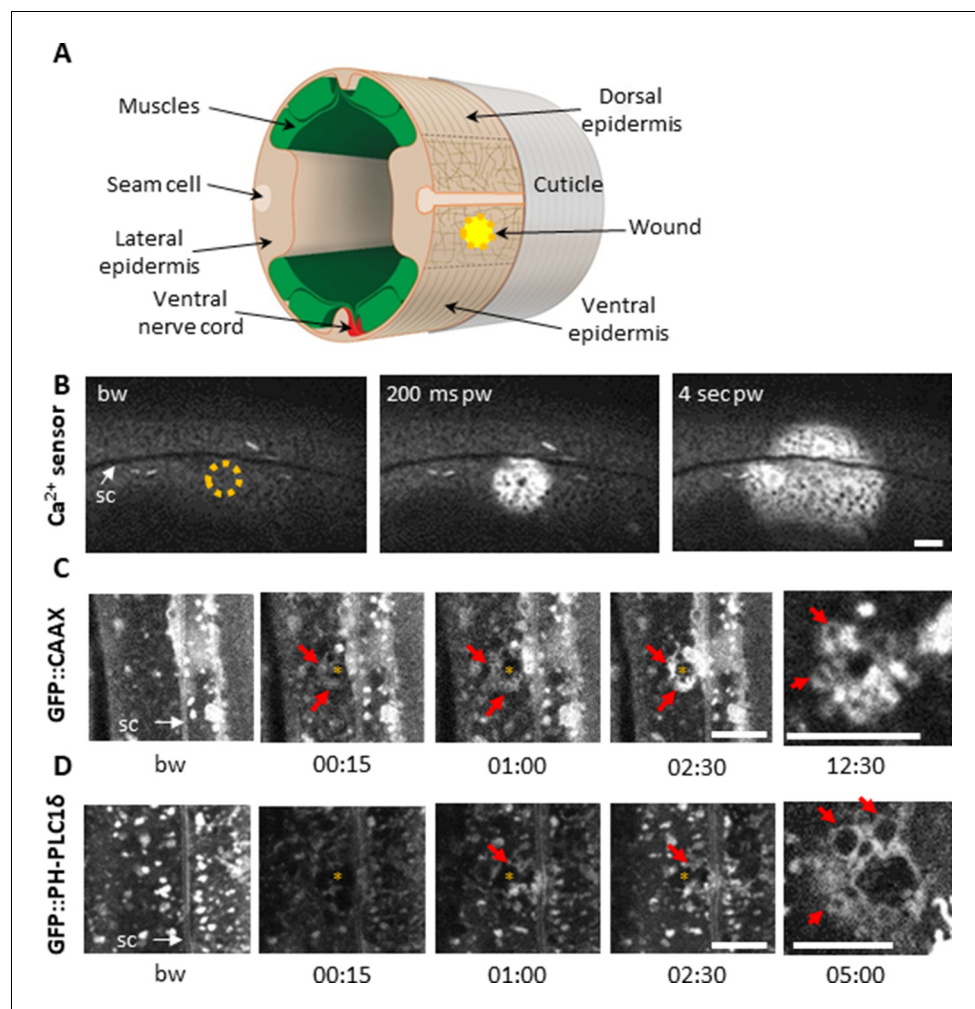 A
Muscles
Dorsal
epidermis
Seam cell
Cuticle
Wound
Lateral
epidermis
Ventral
nerve cord
Ventral
epidermis
B
Ca²⁺ sensor
bw
200 ms pw
4 sec pw
sc
C
GFP::CAAX
sc
*
*
*
bw
00:15
01:00
02:30
12:30
D
GFP::PH-PLC1δ
sc
*
*
*
bw
00:15
01:00
02:30
05:00